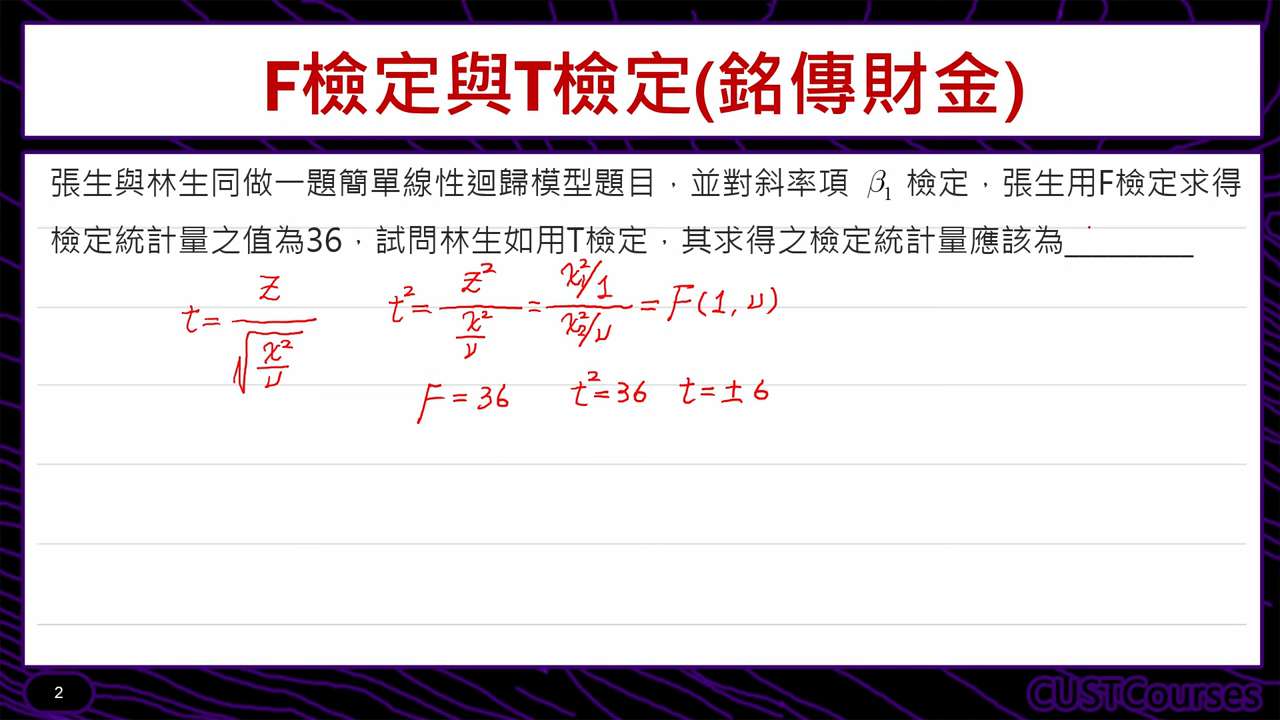 F檢定與T檢定(銘傳財金)
張生與林生同做一題簡單線性迴歸模型題目，並對斜率項 β₁ 檢定，張生用F檢定求得
檢定統計量之值為36，試問林生如用T檢定，其求得之檢定統計量應該為_________
t = z / √(χ²/ν) t² = z² / (χ²/ν) = (χ₁²/1) / (χ₂²/ν) = F(1, ν)
F = 36 t² = 36 t = ± 6
2
CUSTCourses